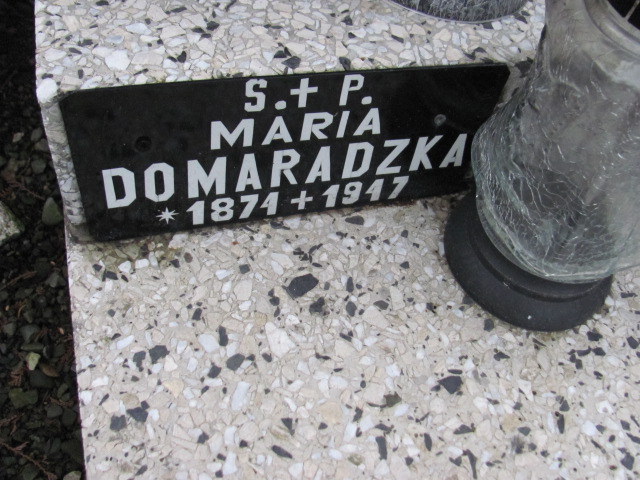 S.+P.
MARIA
DOMARADZKA
*1874+1947